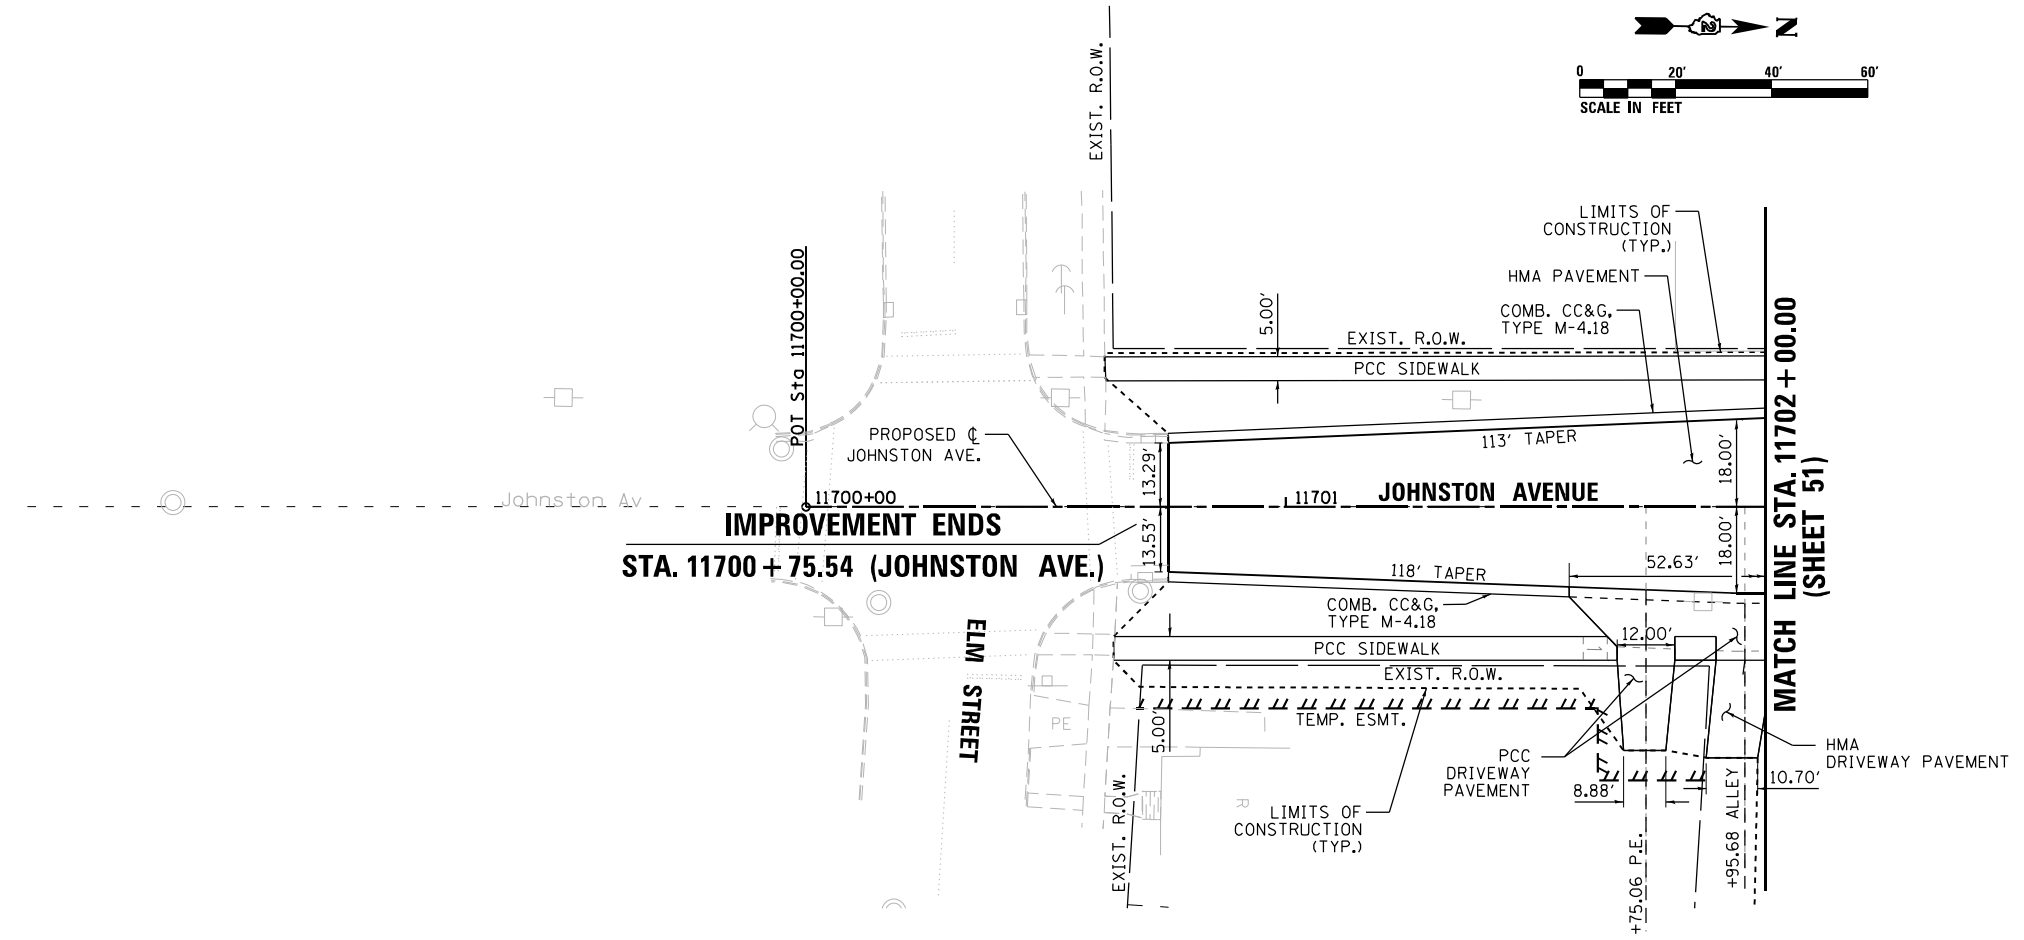 N
0 20' 40' 60'
SCALE IN FEET
EXIST. R.O.W.
LIMITS OF
CONSTRUCTION
(TYP.)
HMA PAVEMENT
COMB. CC&G,
TYPE M-4.18
POT Sta 11700+00.00
5.00'
EXIST. R.O.W.
PCC SIDEWALK
113' TAPER
PROPOSED ℄
JOHNSTON AVE.
13.29'
18.00'
Johnston Av
11700+00
11701
JOHNSTON AVENUE
IMPROVEMENT ENDS
STA. 11700+75.54 (JOHNSTON AVE.)
13.53'
18.00'
52.63'
118' TAPER
COMB. CC&G,
TYPE M-4.18
MATCH LINE STA. 11702+00.00
(SHEET 51)
12.00'
PCC SIDEWALK
EXIST. R.O.W.
ELM STREET
PE
5.00'
TEMP. ESMT.
PCC
DRIVEWAY
PAVEMENT
HMA
DRIVEWAY PAVEMENT
8.88'
10.70'
R
LIMITS OF
CONSTRUCTION
(TYP.)
EXIST. R.O.W.
+75.06 P.E.
+95.68 ALLEY